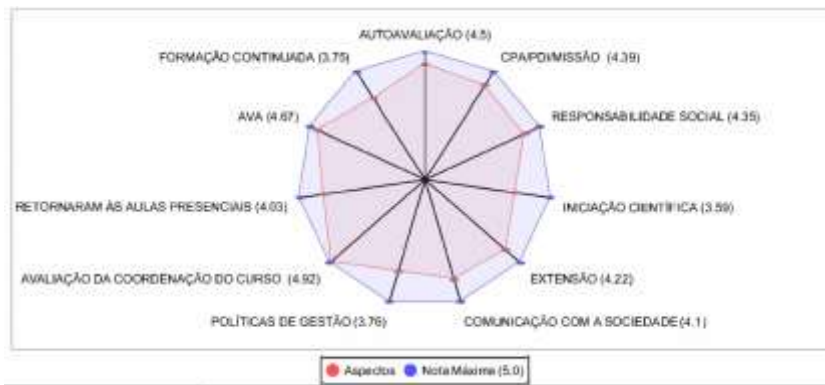 AUTOAVALIAÇÃO (4.5)
FORMAÇÃO CONTINUADA (3.75)
CPA/PDI/MISSÃO (4.39)
AVA (4.67)
RESPONSABILIDADE SOCIAL (4.35)
RETORNARAM ÀS AULAS PRESENCIAIS (4.03)
INICIAÇÃO CIENTÍFICA (3.59)
AVALIAÇÃO DA COORDENAÇÃO DO CURSO (4.92)
EXTENSÃO (4.22)
POLÍTICAS DE GESTÃO (3.76)
COMUNICAÇÃO COM A SOCIEDADE (4.1)
Aspectos
Nota Máxima (5.0)